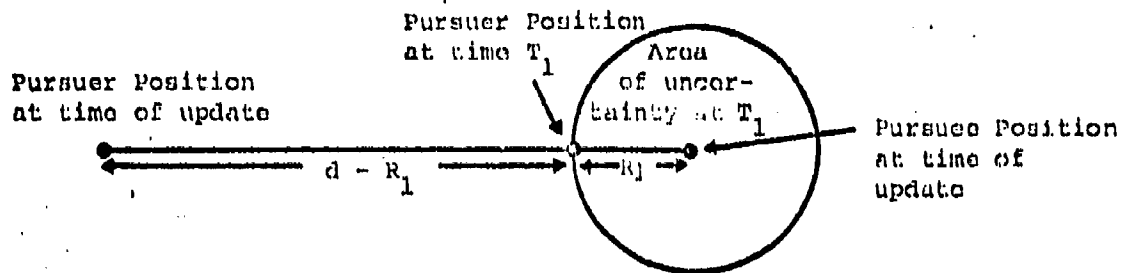 Pursuer Position
at time T1
Area
of uncer-
tainty at T1
Pursuer Position
at time of update
Pursuee Position
at time of
update
d - R1
R1